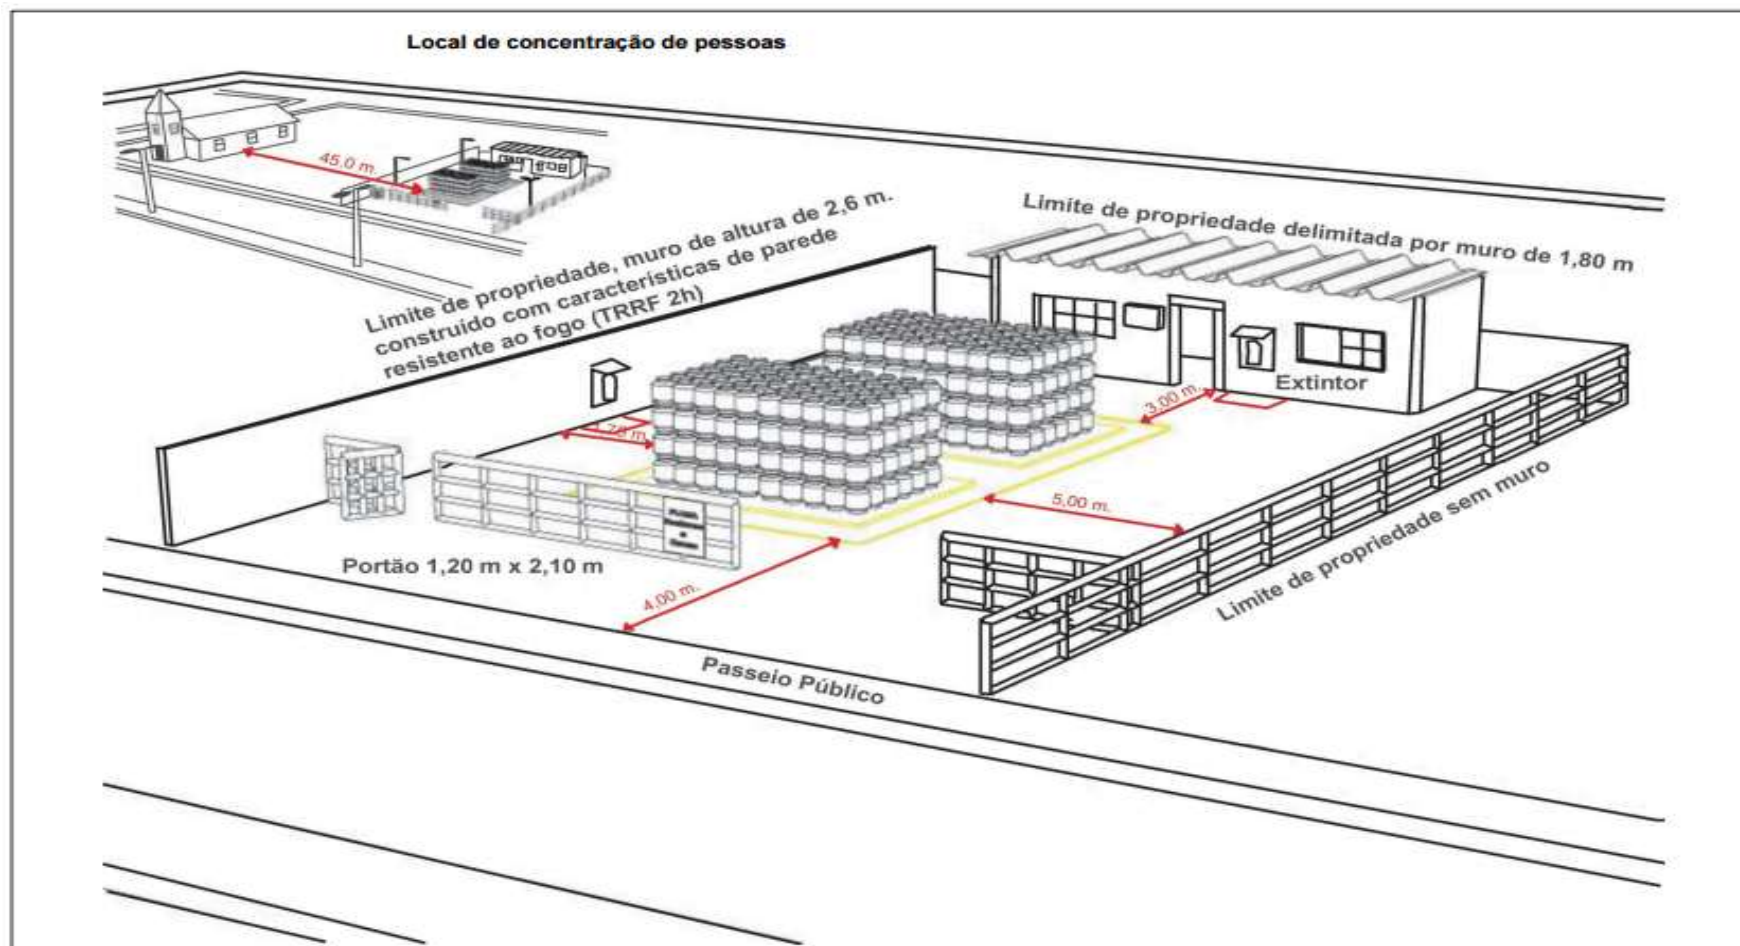 Local de concentração de pessoas
45,0 m.
Limite de propriedade, muro de altura de 2,6 m.
construido com características de parede
resistente ao fogo (TRRF 2h)
Limite de propriedade delimitada por muro de 1,80 m
Extintor
3,00 m.
5,00 m.
Portão 1,20 m x 2,10 m
4,00 m.
Limite de propriedade sem muro
Passeio Público